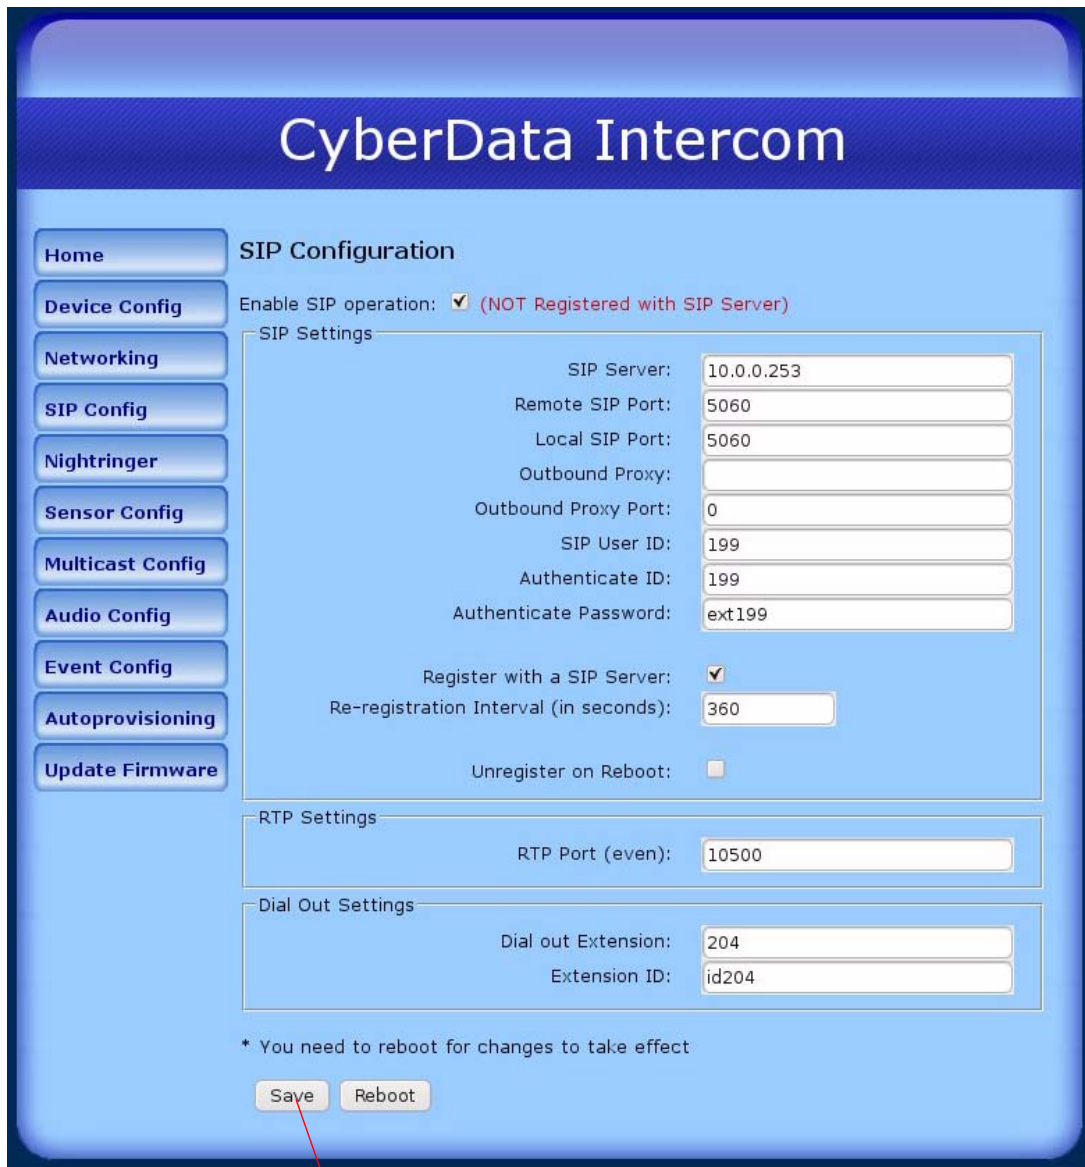 CyberData Intercom
Home
Device Config
Networking
SIP Config
Nightringer
Sensor Config
Multicast Config
Audio Config
Event Config
Autoprovisioning
Update Firmware
SIP Configuration
Enable SIP operation: (NOT Registered with SIP Server)
SIP Settings
SIP Server: 10.0.0.253
Remote SIP Port: 5060
Local SIP Port: 5060
Outbound Proxy:
Outbound Proxy Port: 0
SIP User ID: 199
Authenticate ID: 199
Authenticate Password: ext199
Register with a SIP Server:
Re-registration Interval (in seconds): 360
Unregister on Reboot:
RTP Settings
RTP Port (even): 10500
Dial Out Settings
Dial out Extension: 204
Extension ID: id204
* You need to reboot for changes to take effect
Save Reboot